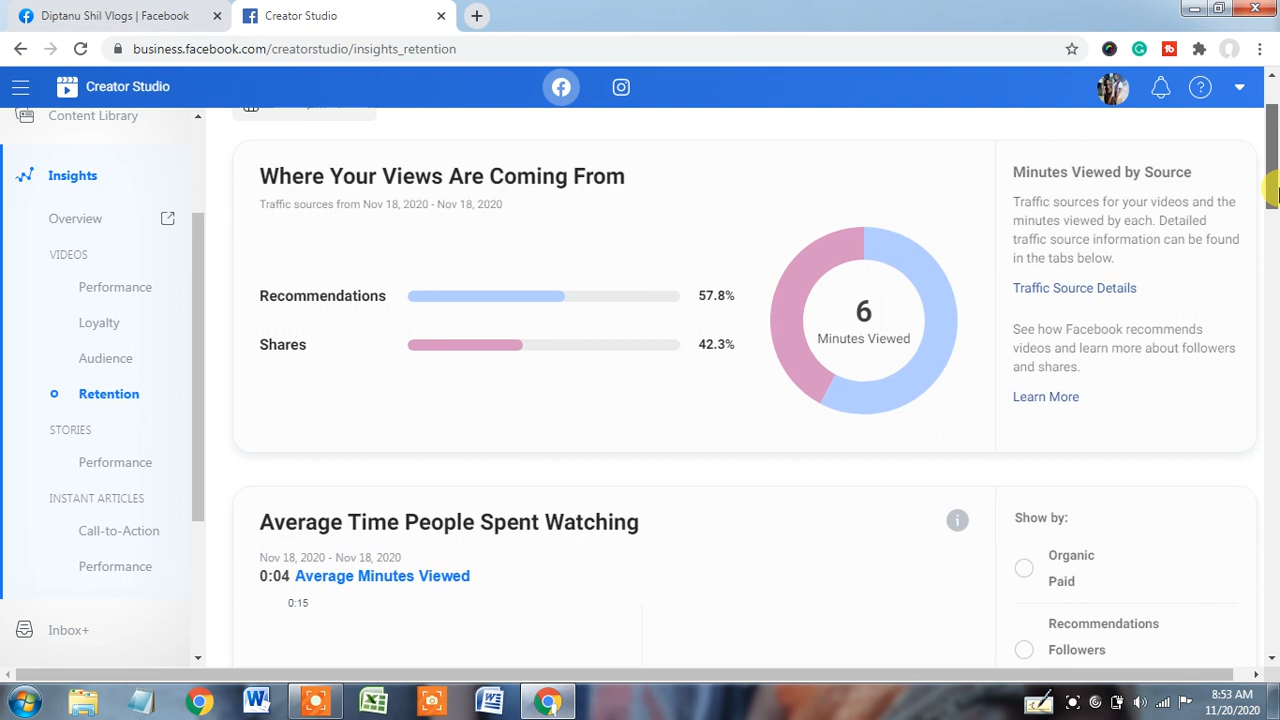 Diptanu Shil Vlogs | Facebook
Creator Studio
business.facebook.com/creatorstudio/insights_retention
Creator Studio
Content Library
Insights
Overview
VIDEOS
Performance
Loyalty
Audience
Retention
STORIES
Performance
INSTANT ARTICLES
Call-to-Action
Performance
Inbox+
Where Your Views Are Coming From
Traffic sources from Nov 18, 2020 - Nov 18, 2020
Recommendations 57.8%
Shares 42.3%
6
Minutes Viewed
Minutes Viewed by Source
Traffic sources for your videos and the
minutes viewed by each. Detailed
traffic source information can be found
in the tabs below.
Traffic Source Details
See how Facebook recommends
videos and learn more about followers
and shares.
Learn More
Average Time People Spent Watching
Nov 18, 2020 - Nov 18, 2020
0:04 Average Minutes Viewed
0:15
Show by:
Organic
Paid
Recommendations
Followers
8:53 AM
11/20/2020